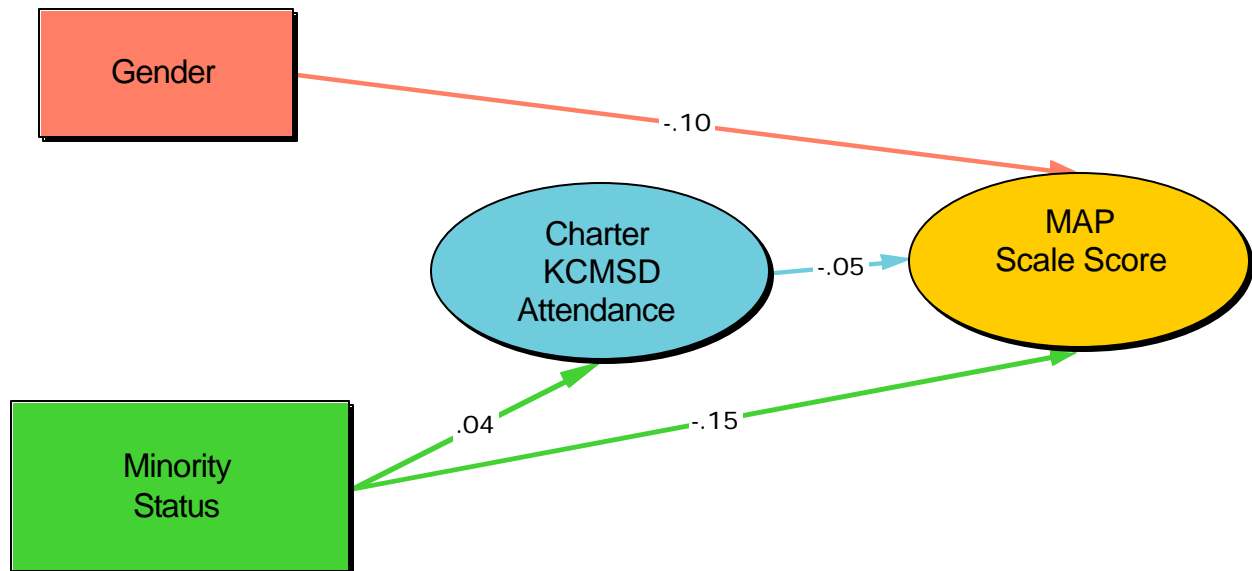 Gender
-.10
Charter
KCMSD
Attendance
-.05
MAP
Scale Score
.04
-.15
Minority
Status